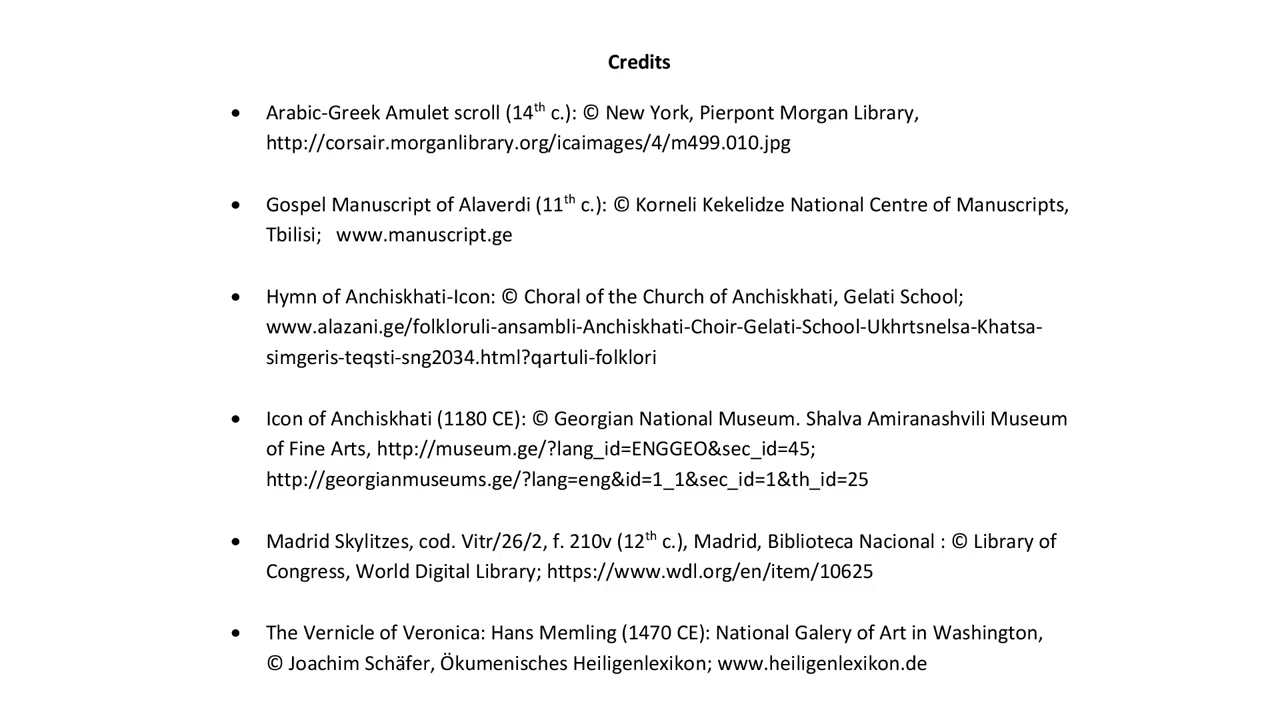 Credits
• Arabic-Greek Amulet scroll (14th c.): © New York, Pierpont Morgan Library,
http://corsair.morganlibrary.org/icaimages/4/m499.010.jpg
• Gospel Manuscript of Alaverdi (11th c.): © Korneli Kekelidze National Centre of Manuscripts,
Tbilisi; www.manuscript.ge
• Hymn of Anchiskhati-Icon: © Choral of the Church of Anchiskhati, Gelati School;
www.alazani.ge/folkloruli-ansambli-Anchiskhati-Choir-Gelati-School-Ukhrtsnelsa-Khatsa-
simgeris-teqsti-sng2034.html?qartuli-folklori
• Icon of Anchiskhati (1180 CE): © Georgian National Museum. Shalva Amiranashvili Museum
of Fine Arts, http://museum.ge/?lang_id=ENGGEO&sec_id=45;
http://georgianmuseums.ge/?lang=eng&id=1_1&sec_id=1&th_id=25
• Madrid Skylitzes, cod. Vitr/26/2, f. 210v (12th c.), Madrid, Biblioteca Nacional : © Library of
Congress, World Digital Library; https://www.wdl.org/en/item/10625
• The Vernicle of Veronica: Hans Memling (1470 CE): National Galery of Art in Washington,
© Joachim Schäfer, Ökumenisches Heiligenlexikon; www.heiligenlexikon.de